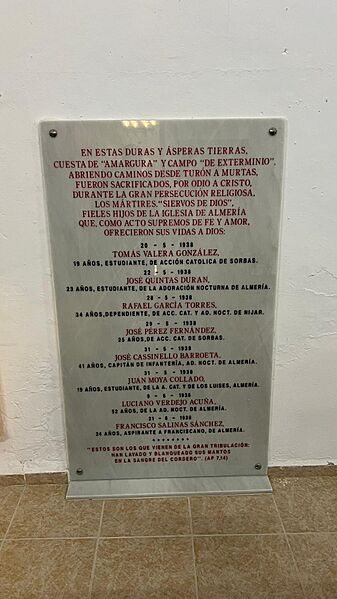 EN ESTAS DURAS Y ÁSPERAS TIERRAS,
CUESTA DE "AMARGURA" Y CAMPO "DE EXTERMINIO",
ABRIENDO CAMINOS DESDE TURÓN A MURTAS,
FUERON SACRIFICADOS, POR ODIO A CRISTO,
DURANTE LA GRAN PERSECUCIÓN RELIGIOSA,
LOS MÁRTIRES,"SIERVOS DE DIOS",
FIELES HIJOS DE LA IGLESIA DE ALMERÍA
QUE, COMO ACTO SUPREMOS DE FE Y AMOR,
OFRECIERON SUS VIDAS A DIOS:
20 - 5 - 1938
TOMÁS VALERA GONZÁLEZ,
19 AÑOS, ESTUDIANTE, DE ACCIÓN CATOLICA DE SORBAS.
22 - 5 - 1938
JOSÉ QUINTAS DURAN,
23 AÑOS, ESTUDIANTE, DE LA ADORACIÓN NOCTURNA DE ALMERÍA.
28 - 5 - 1938
RAFAEL GARCÍA TORRES,
34 AÑOS,DEPENDIENTE, DE ACC. CAT. Y AD. NOCT. DE NIJAR.
29 - 5 - 1938
JOSÉ PÉREZ FERNÁNDEZ,
25 AÑOS,DE ACC. CAT. DE SORBAS.
31 - 5 - 1938
JOSÉ CASSINELLO BARROETA,
41 AÑOS, CAPITÁN DE INFANTERÍA, AD. NOCT. DE ALMERÍA.
31 - 5 - 1938
JUAN MOYA COLLADO,
19 AÑOS, ESTUDIANTE, DE LA A. CAT. Y DE LOS LUISES, ALMERÍA.
9 - 6 - 1938
LUCIANO VERDEJO ACUÑA,
52 AÑOS, DE LA AD. NOCT. DE ALMERÍA.
21 - 6 - 1938
FRANCISCO SALINAS SÁNCHEZ,
24 AÑOS, ASPIRANTE A FRANCISCANO, DE ALMERÍA.
* * * * * * * *
"ESTOS SON LOS QUE VIENEN DE LA GRAN TRIBULACIÓN:
HAN LAVADO Y BLANQUEADO SUS MANTOS
EN LA SANGRE DEL CORDERO". (AP 7,14)